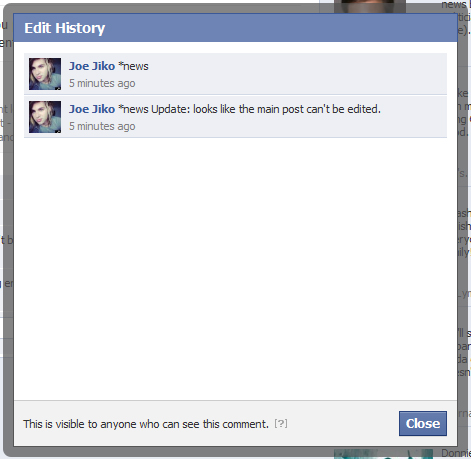 Edit History
Joe Jiko *news
5 minutes ago
Joe Jiko *news Update: looks like the main post can't be edited.
5 minutes ago
This is visible to anyone who can see this comment. [?]
Close